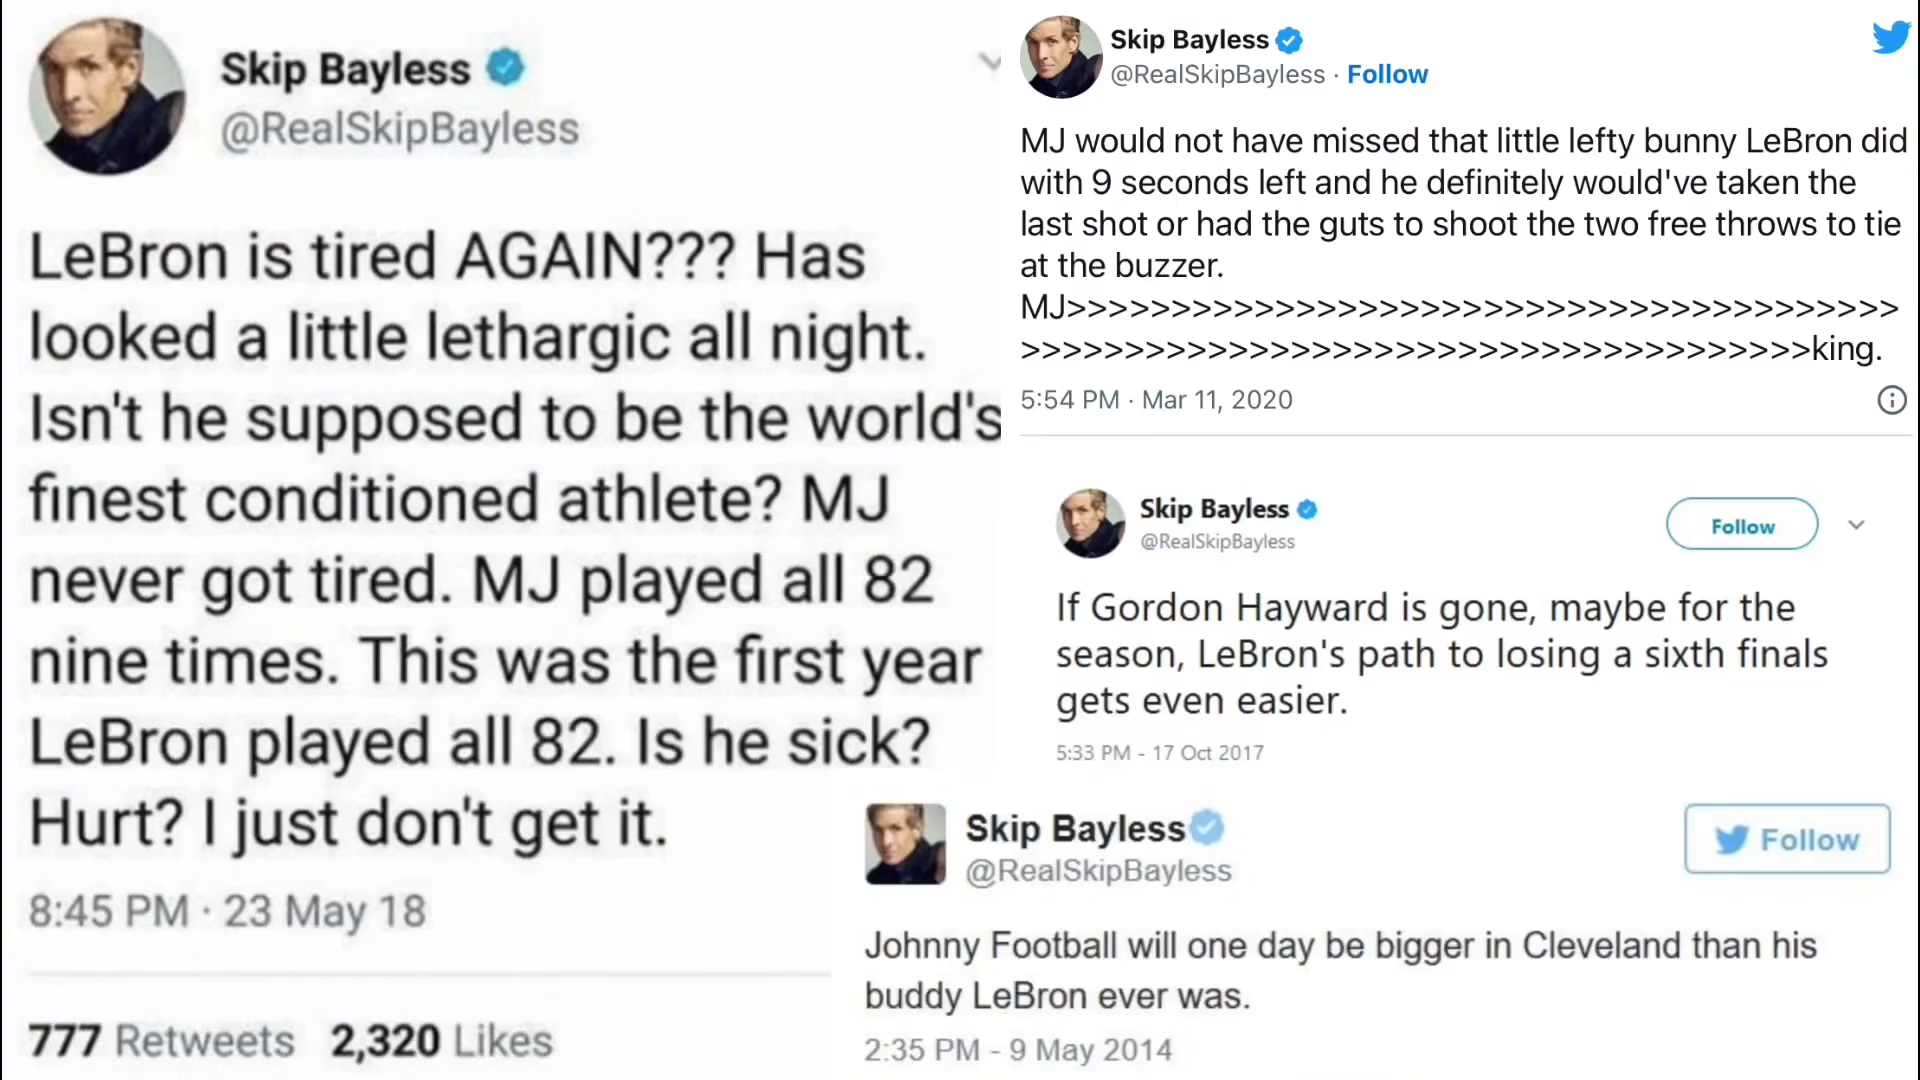 Skip Bayless
@RealSkipBayless
LeBron is tired AGAIN??? Has
looked a little lethargic all night.
Isn't he supposed to be the world's
finest conditioned athlete? MJ
never got tired. MJ played all 82
nine times. This was the first year
LeBron played all 82. Is he sick?
Hurt? I just don't get it.
8:45 PM · 23 May 18
777 Retweets 2,320 Likes
Skip Bayless
@RealSkipBayless · Follow
MJ would not have missed that little lefty bunny LeBron did
with 9 seconds left and he definitely would've taken the
last shot or had the guts to shoot the two free throws to tie
at the buzzer.
MJ>>>>>>>>>>>>>>>>>>>>>>>>>>>>>>>>>>>>>>>>
>>>>>>>>>>>>>>>>>>>>>>>>>>>>>>>>>>>>>>king.
5:54 PM · Mar 11, 2020
Skip Bayless
@RealSkipBayless
Follow
If Gordon Hayward is gone, maybe for the
season, LeBron's path to losing a sixth finals
gets even easier.
5:33 PM - 17 Oct 2017
Skip Bayless
@RealSkipBayless
Follow
Johnny Football will one day be bigger in Cleveland than his
buddy LeBron ever was.
2:35 PM - 9 May 2014